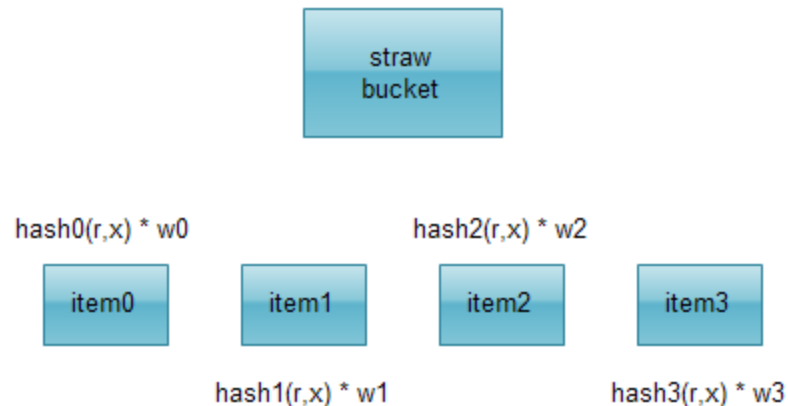 straw
bucket
hash0(r,x) * w0
hash2(r,x) * w2
item0
item1
item2
item3
hash1(r,x) * w1
hash3(r,x) * w3